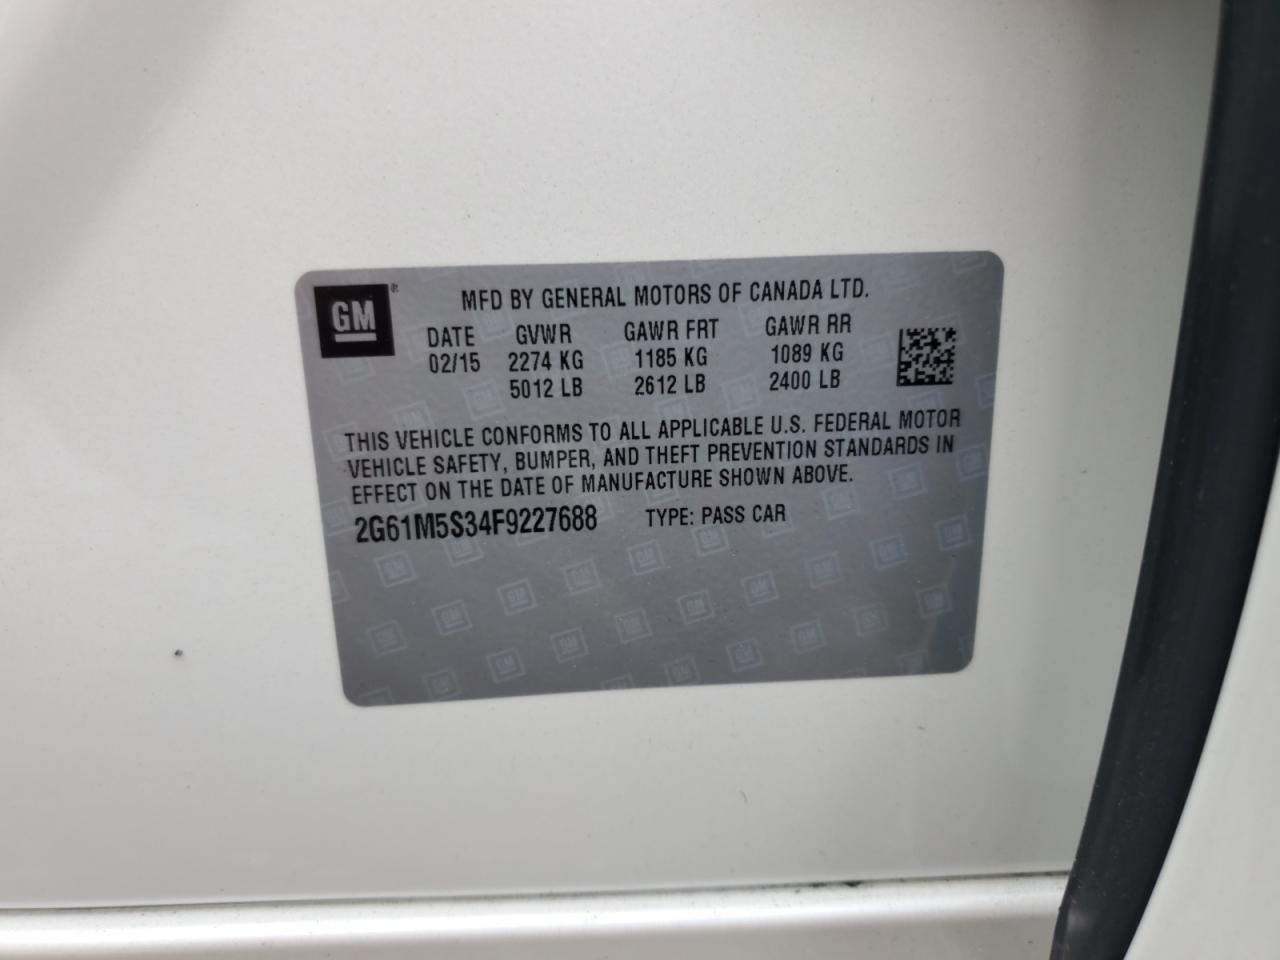 GM®
MFD BY GENERAL MOTORS OF CANADA LTD.
DATE GVWR GAWR FRT GAWR RR
02/15 2274 KG 1185 KG 1089 KG
5012 LB 2612 LB 2400 LB
THIS VEHICLE CONFORMS TO ALL APPLICABLE U.S. FEDERAL MOTOR
VEHICLE SAFETY, BUMPER, AND THEFT PREVENTION STANDARDS IN
EFFECT ON THE DATE OF MANUFACTURE SHOWN ABOVE.
2G61M5S34F9227688 TYPE: PASS CAR